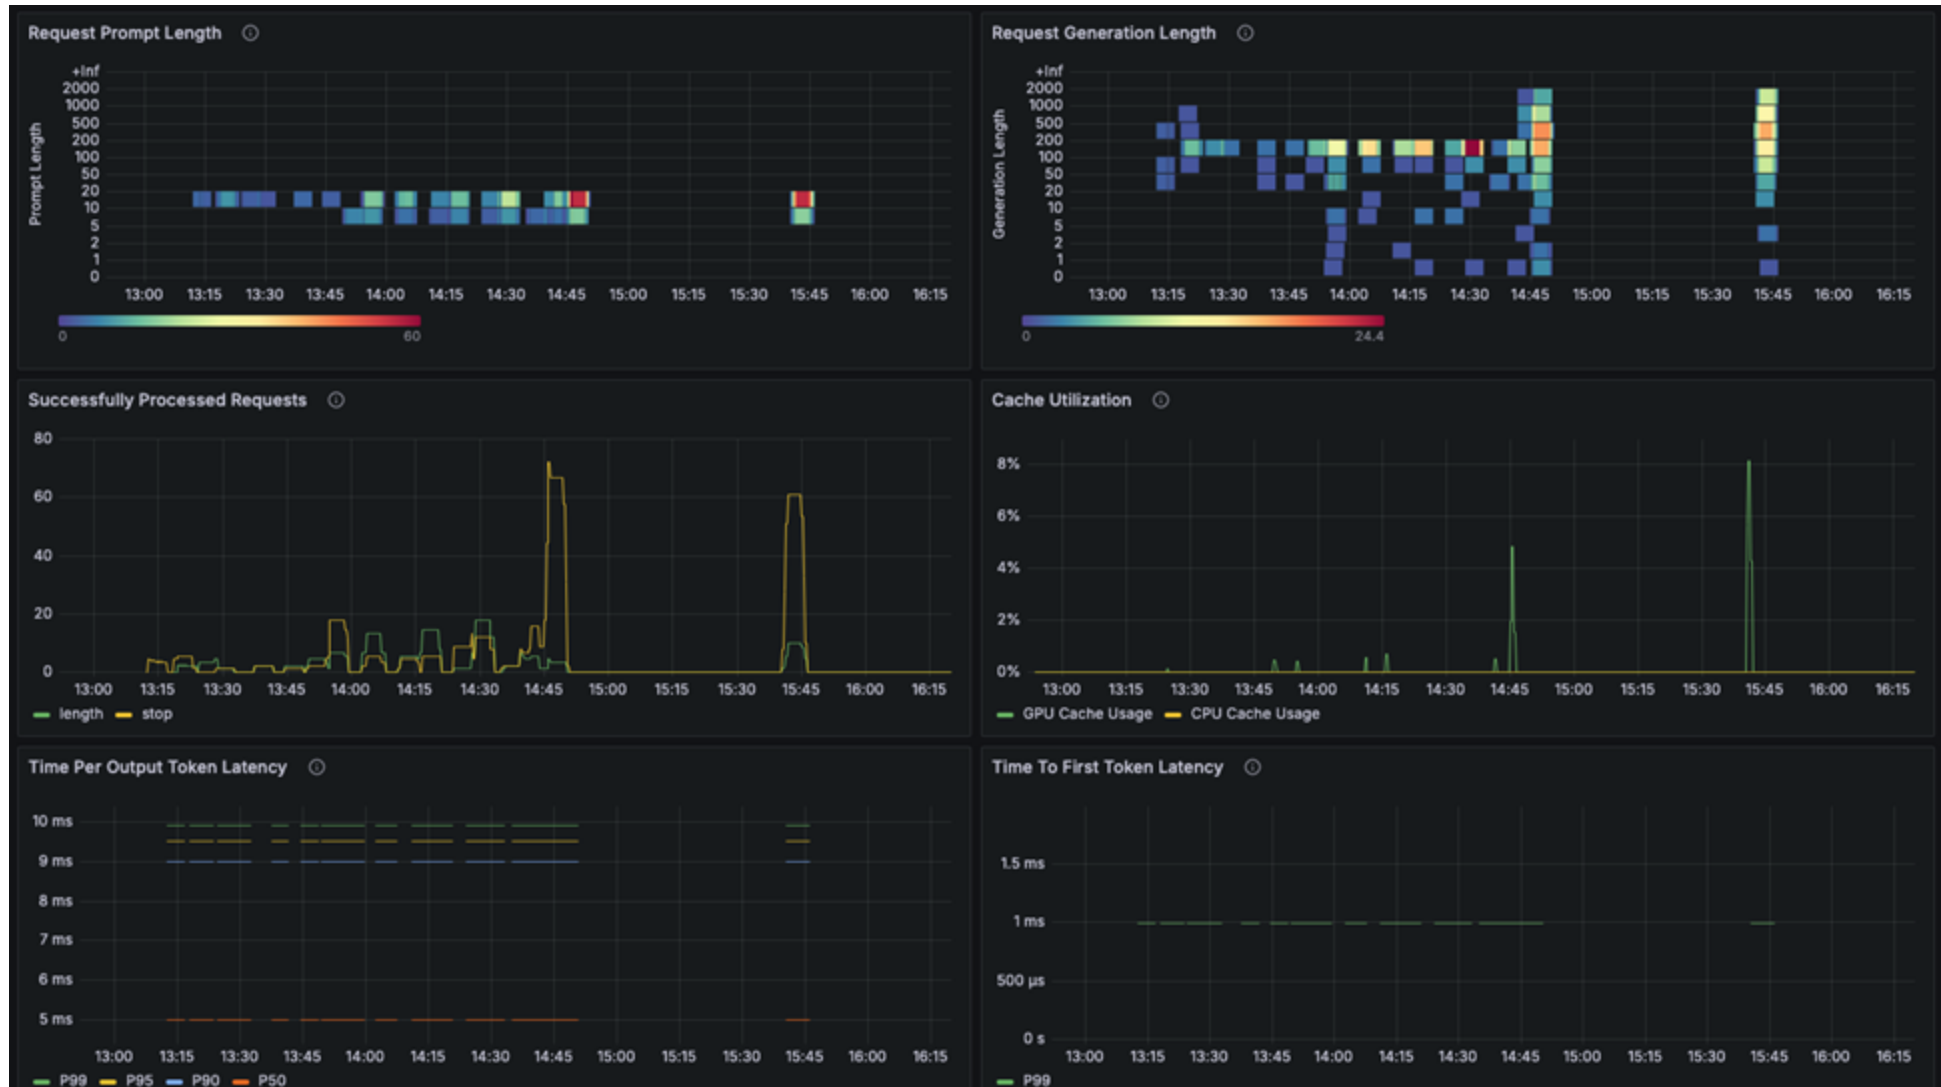 Request Prompt Length
Prompt Length
+Inf
2000
1000
500
200
100
50
20
10
5
2
1
0
13:00 13:15 13:30 13:45 14:00 14:15 14:30 14:45 15:00 15:15 15:30 15:45 16:00 16:15
0 60
Request Generation Length
Generation Length
+Inf
2000
1000
500
200
100
50
20
10
5
2
1
0
13:00 13:15 13:30 13:45 14:00 14:15 14:30 14:45 15:00 15:15 15:30 15:45 16:00 16:15
0 24.4
Successfully Processed Requests
80
60
40
20
0
13:00 13:15 13:30 13:45 14:00 14:15 14:30 14:45 15:00 15:15 15:30 15:45 16:00 16:15
length stop
Cache Utilization
8%
6%
4%
2%
0%
13:00 13:15 13:30 13:45 14:00 14:15 14:30 14:45 15:00 15:15 15:30 15:45 16:00 16:15
GPU Cache Usage CPU Cache Usage
Time Per Output Token Latency
10 ms
9 ms
8 ms
7 ms
6 ms
5 ms
13:00 13:15 13:30 13:45 14:00 14:15 14:30 14:45 15:00 15:15 15:30 15:45 16:00 16:15
P99 P95 P90 P50
Time To First Token Latency
1.5 ms
1 ms
500 µs
0 s
13:00 13:15 13:30 13:45 14:00 14:15 14:30 14:45 15:00 15:15 15:30 15:45 16:00 16:15
P99